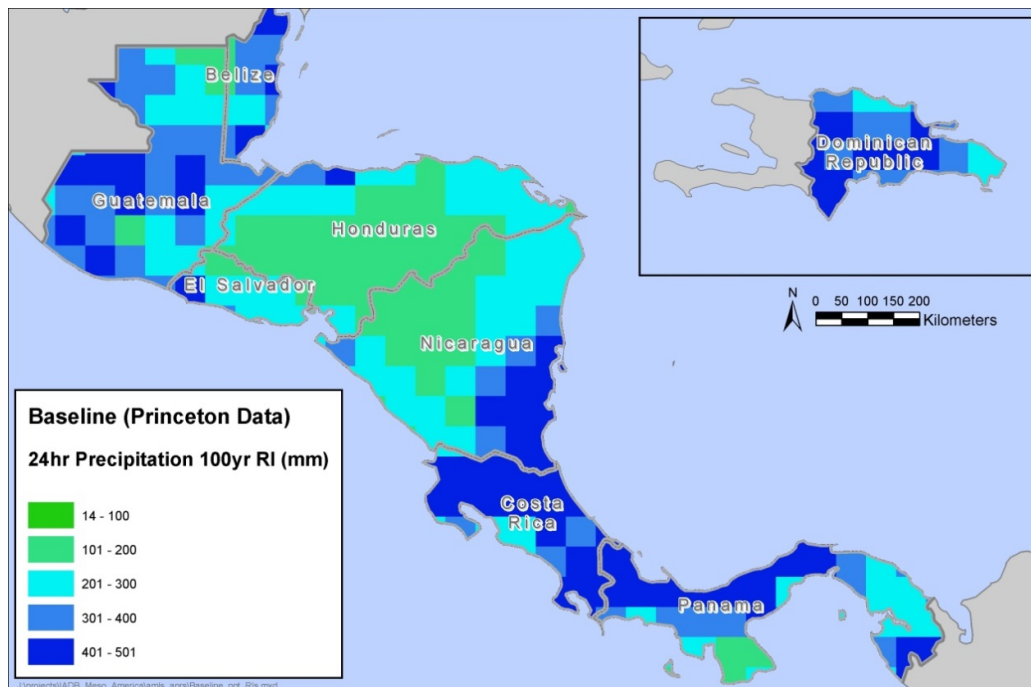 Belize
Guatemala
Honduras
El Salvador
Nicaragua
Costa
Rica
Panama
Dominican
Republic
N
0 50 100 150 200
Kilometers
Baseline (Princeton Data)
24hr Precipitation 100yr RI (mm)
14 - 100
101 - 200
201 - 300
301 - 400
401 - 501